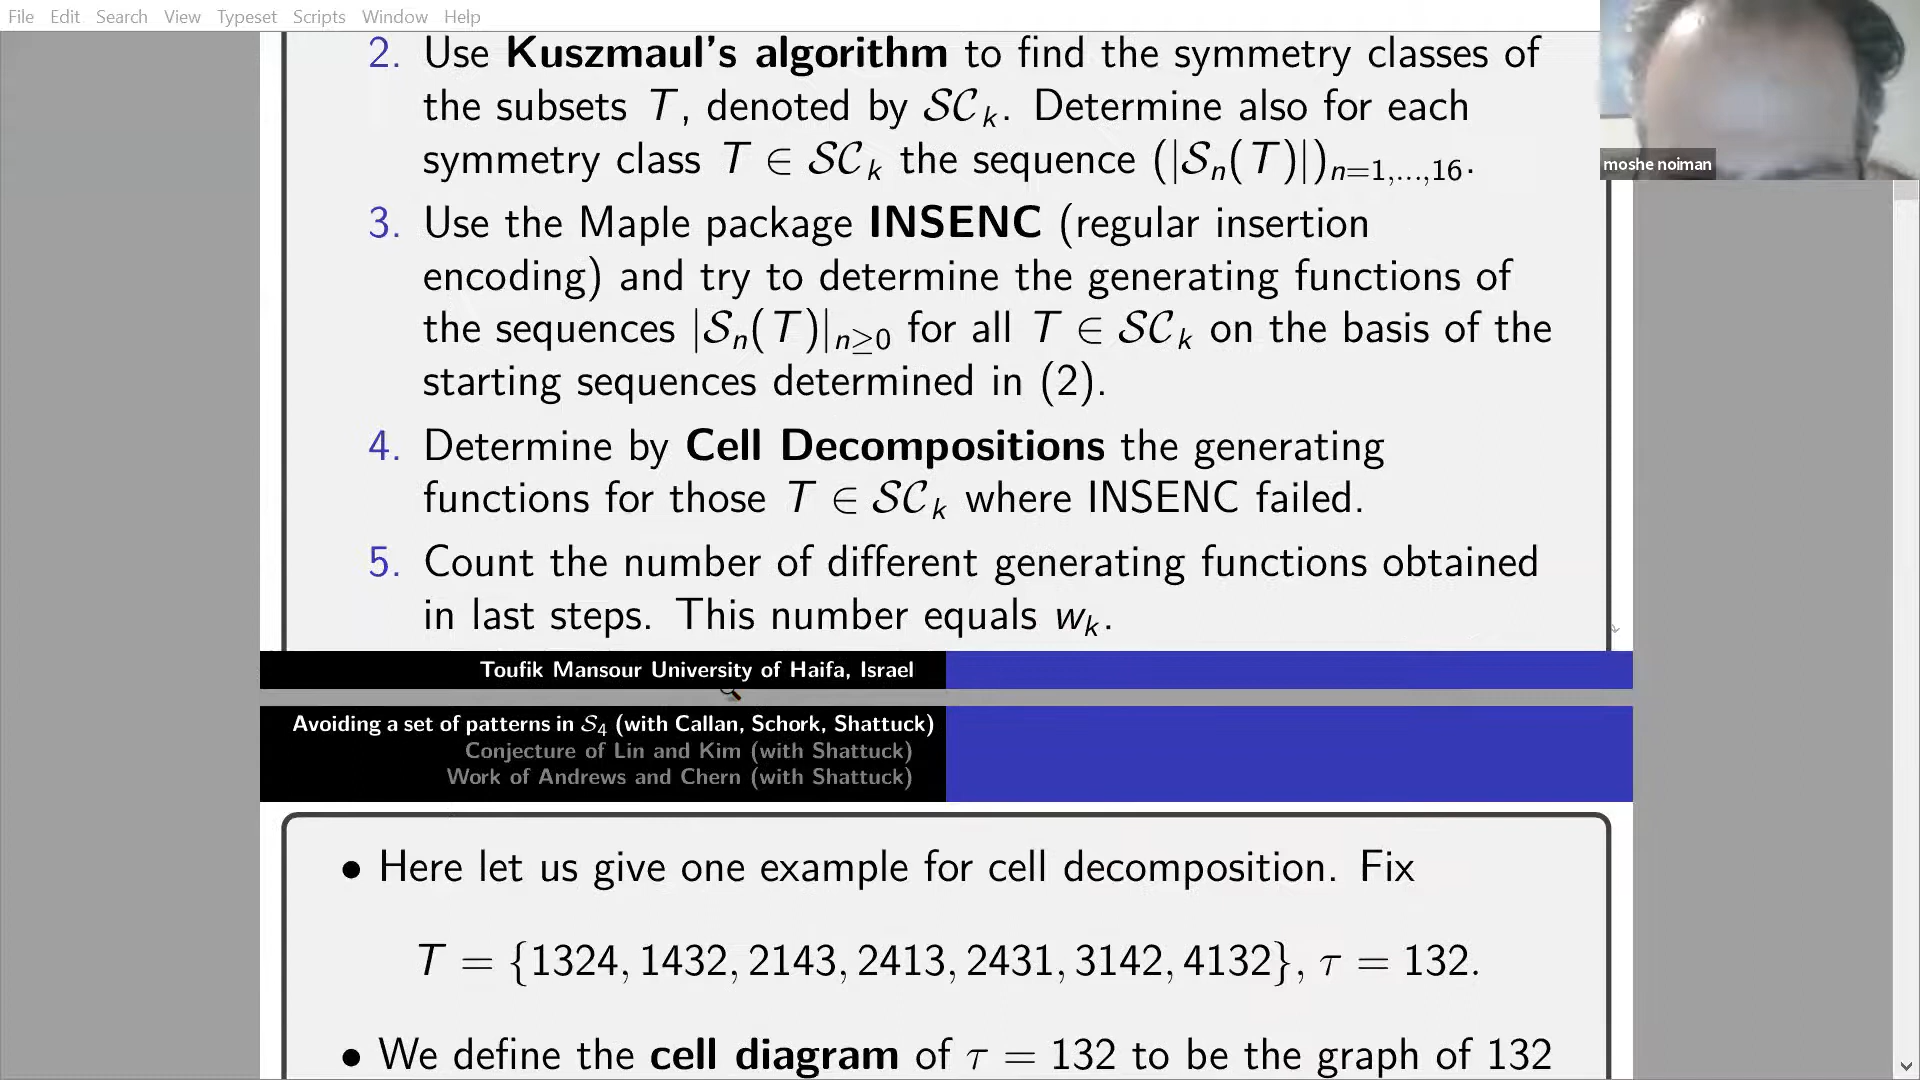 File Edit Search View Typeset Scripts Window Help
2. Use Kuszmaul's algorithm to find the symmetry classes of
the subsets T, denoted by 𝒮𝒞ₖ. Determine also for each
symmetry class T ∈ 𝒮𝒞ₖ the sequence (|𝒮ₙ(T)|)ₙ₌₁,…,₁₆.
moshe noiman
3. Use the Maple package INSENC (regular insertion
encoding) and try to determine the generating functions of
the sequences |𝒮ₙ(T)|ₙ≥₀ for all T ∈ 𝒮𝒞ₖ on the basis of the
starting sequences determined in (2).
4. Determine by Cell Decompositions the generating
functions for those T ∈ 𝒮𝒞ₖ where INSENC failed.
5. Count the number of different generating functions obtained
in last steps. This number equals wₖ.
Toufik Mansour University of Haifa, Israel
Avoiding a set of patterns in 𝒮₄ (with Callan, Schork, Shattuck)
Conjecture of Lin and Kim (with Shattuck)
Work of Andrews and Chern (with Shattuck)
• Here let us give one example for cell decomposition. Fix
T = {1324, 1432, 2143, 2413, 2431, 3142, 4132}, τ = 132.
• We define the cell diagram of τ = 132 to be the graph of 132